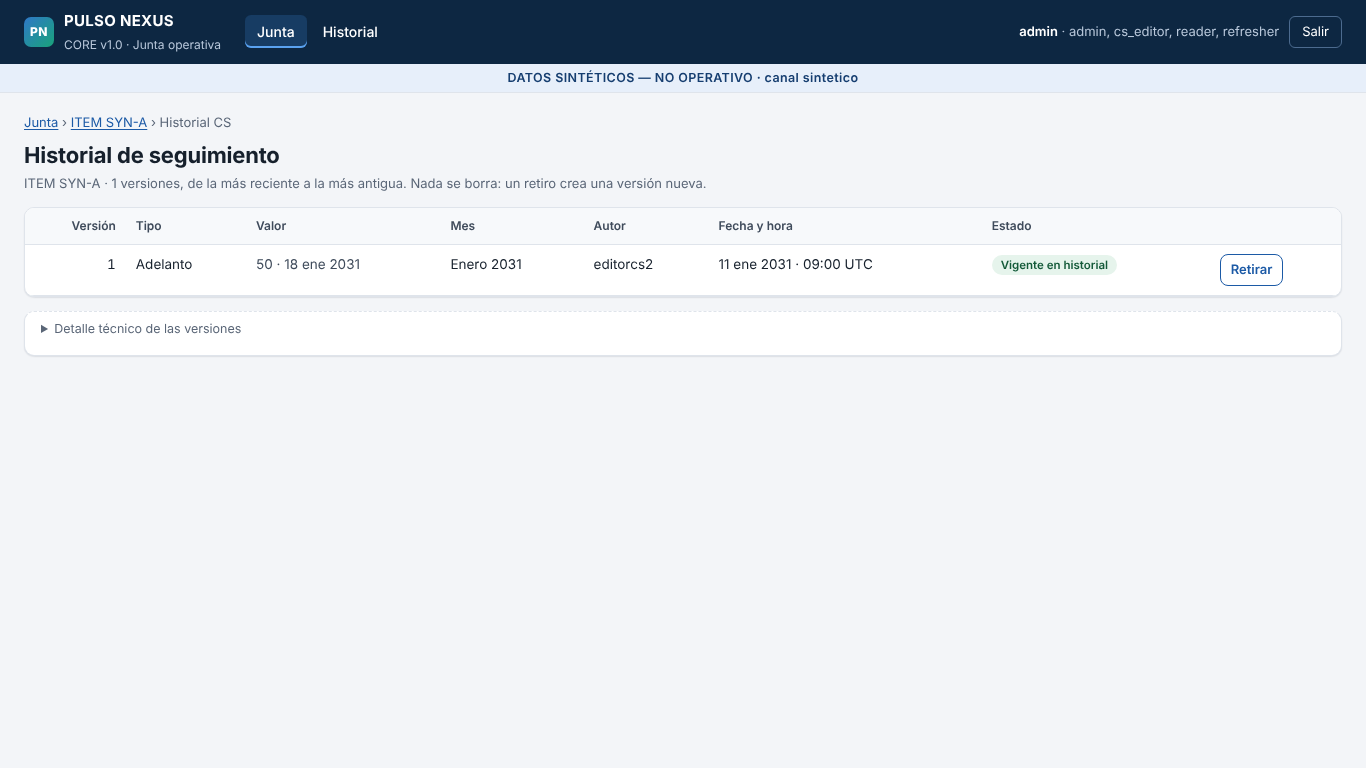 PN
PULSO NEXUS
CORE v1.0 · Junta operativa
Junta
Historial
admin · admin, cs_editor, reader, refresher
Salir
DATOS SINTÉTICOS — NO OPERATIVO · canal sintetico
Junta › ITEM SYN-A › Historial CS
Historial de seguimiento
ITEM SYN-A · 1 versiones, de la más reciente a la más antigua. Nada se borra: un retiro crea una versión nueva.
Versión Tipo Valor Mes Autor Fecha y hora Estado
1 Adelanto 50 · 18 ene 2031 Enero 2031 editorcs2 11 ene 2031 · 09:00 UTC Vigente en historial Retirar
Detalle técnico de las versiones